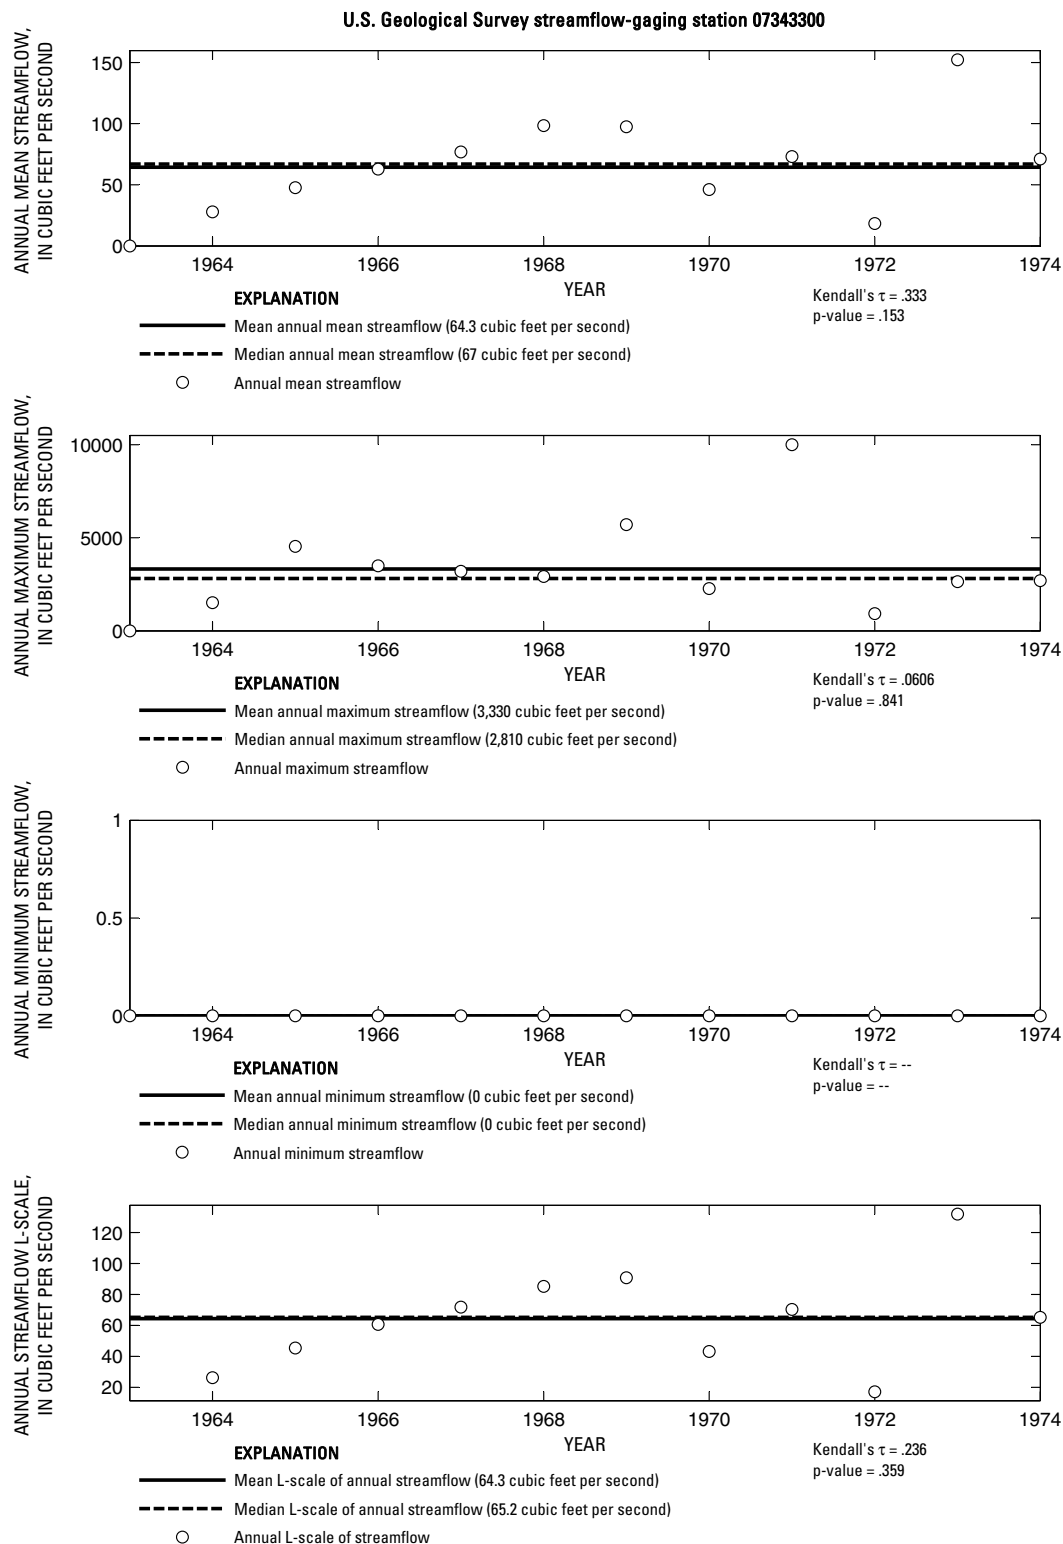 U.S. Geological Survey streamflow-gaging station 07343300
ANNUAL MEAN STREAMFLOW,
IN CUBIC FEET PER SECOND
150
100
50
0
1964 1966 1968 1970 1972 1974
YEAR
Kendall's τ = .333
p-value = .153
EXPLANATION
Mean annual mean streamflow (64.3 cubic feet per second)
Median annual mean streamflow (67 cubic feet per second)
Annual mean streamflow
ANNUAL MAXIMUM STREAMFLOW,
IN CUBIC FEET PER SECOND
10000
5000
0
1964 1966 1968 1970 1972 1974
YEAR
Kendall's τ = .0606
p-value = .841
EXPLANATION
Mean annual maximum streamflow (3,330 cubic feet per second)
Median annual maximum streamflow (2,810 cubic feet per second)
Annual maximum streamflow
ANNUAL MINIMUM STREAMFLOW,
IN CUBIC FEET PER SECOND
1
0.5
0
1964 1966 1968 1970 1972 1974
YEAR
Kendall's τ = --
p-value = --
EXPLANATION
Mean annual minimum streamflow (0 cubic feet per second)
Median annual minimum streamflow (0 cubic feet per second)
Annual minimum streamflow
ANNUAL STREAMFLOW L-SCALE,
IN CUBIC FEET PER SECOND
120
100
80
60
40
20
1964 1966 1968 1970 1972 1974
YEAR
Kendall's τ = .236
p-value = .359
EXPLANATION
Mean L-scale of annual streamflow (64.3 cubic feet per second)
Median L-scale of annual streamflow (65.2 cubic feet per second)
Annual L-scale of streamflow